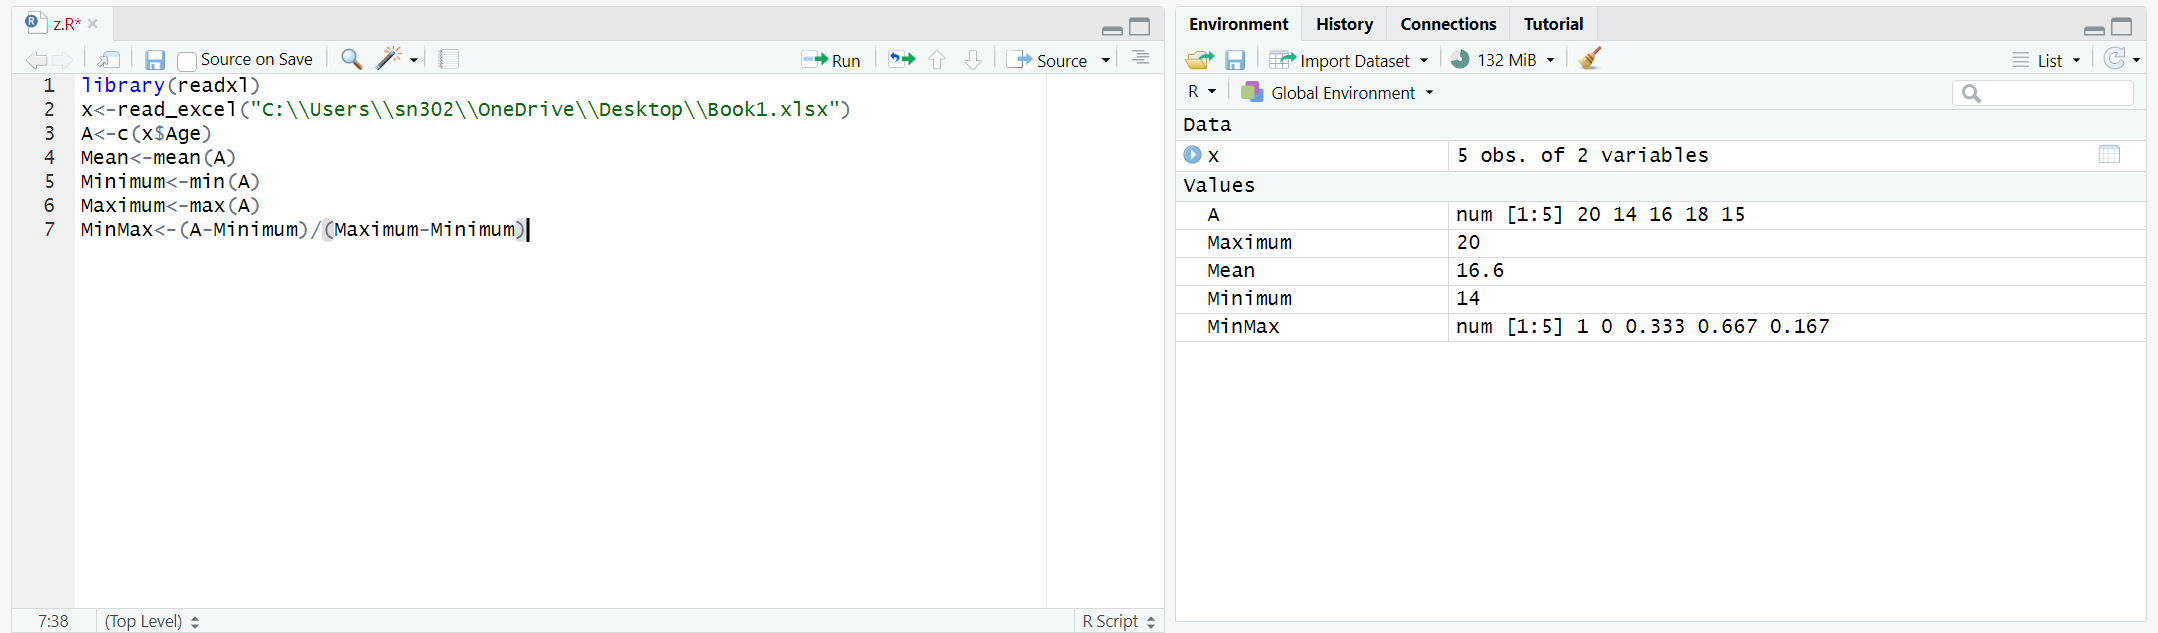 z.R*
Source on Save
Run
Source
1 library(readxl)
2 x<-read_excel("C:\\Users\\sn302\\OneDrive\\Desktop\\Book1.xlsx")
3 A<-c(x$Age)
4 Mean<-mean(A)
5 Minimum<-min(A)
6 Maximum<-max(A)
7 MinMax<-(A-Minimum)/(Maximum-Minimum)
7:38 (Top Level) R Script
Environment History Connections Tutorial
Import Dataset 132 MiB List
R Global Environment
Data
x 5 obs. of 2 variables
Values
A num [1:5] 20 14 16 18 15
Maximum 20
Mean 16.6
Minimum 14
MinMax num [1:5] 1 0 0.333 0.667 0.167